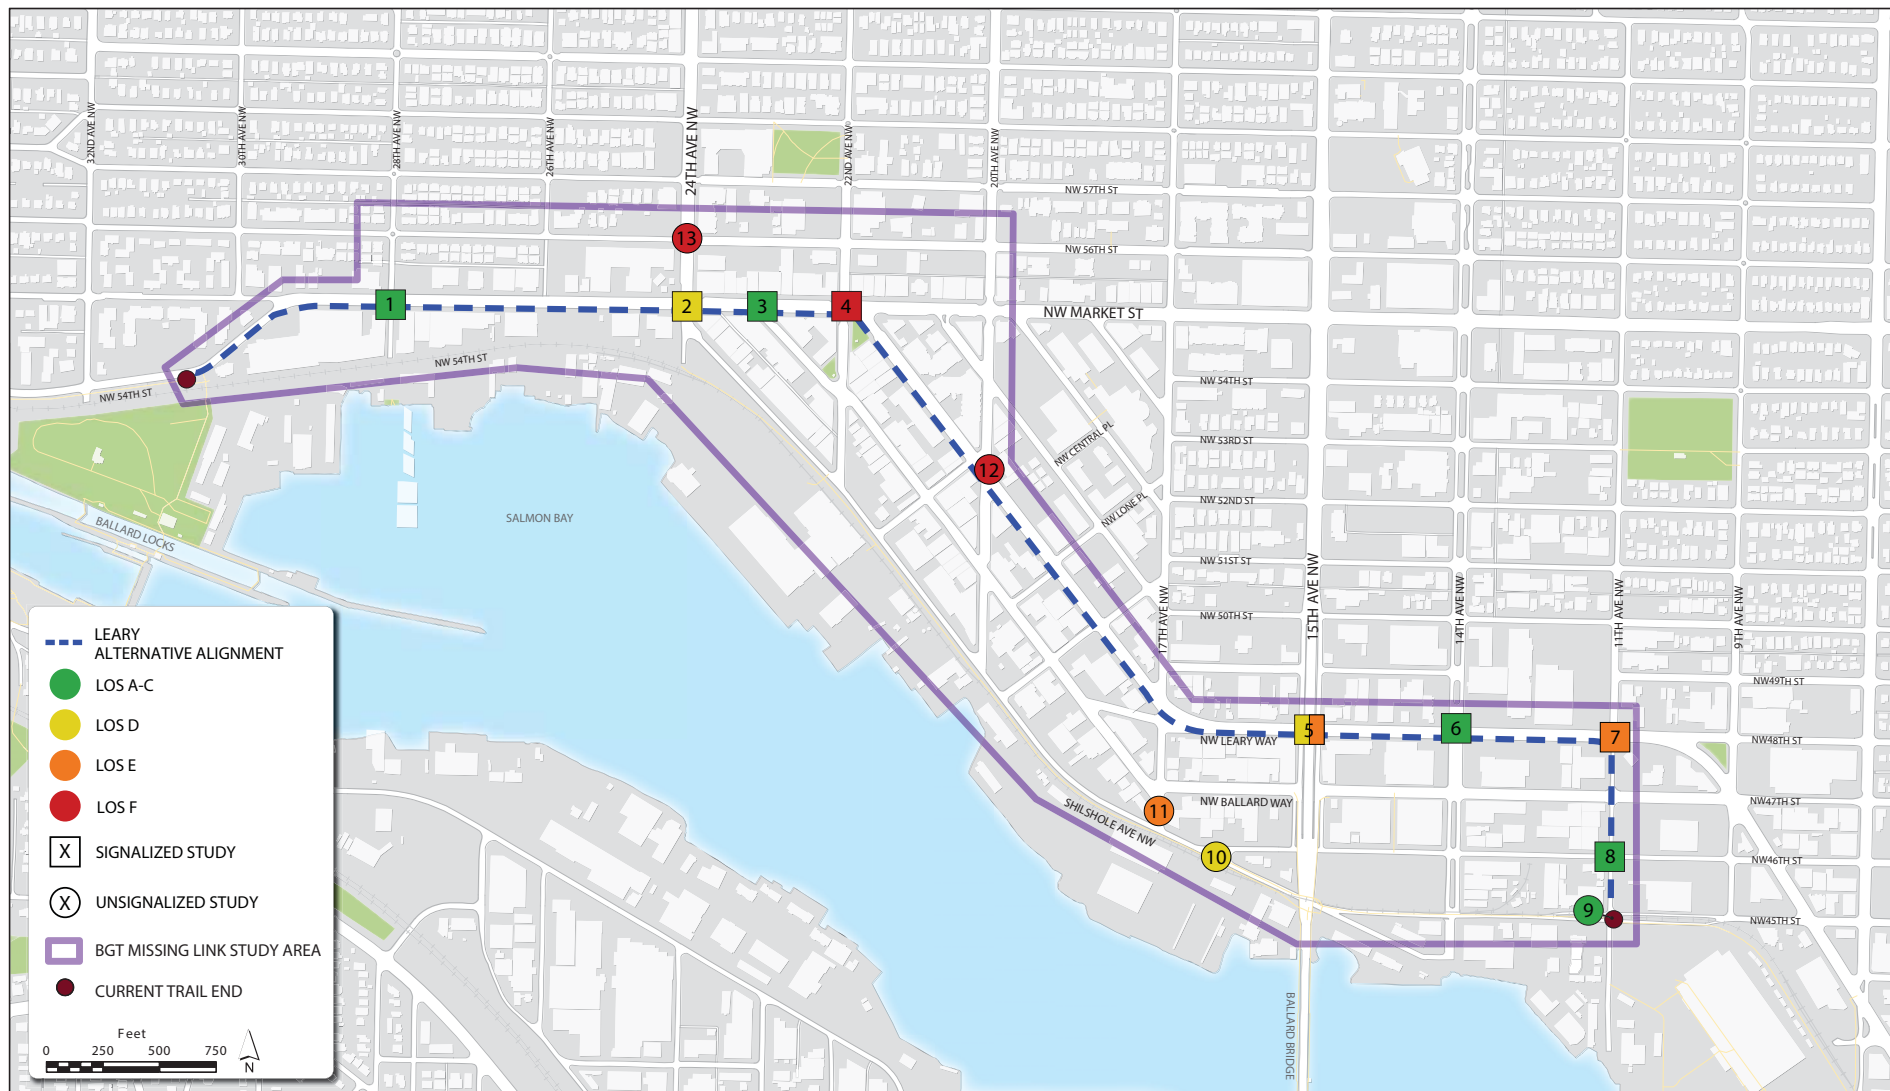 32ND AVE NW
30TH AVE NW
28TH AVE NW
26TH AVE NW
24TH AVE NW
22ND AVE NW
20TH AVE NW
NW 57TH ST
13
NW 56TH ST
1
2
3
4
NW MARKET ST
NW 54TH ST
NW 54TH ST
NW 54TH ST
NW CENTRAL PL
NW 53RD ST
12
NW LONE PL
NW 52ND ST
SALMON BAY
BALLARD LOCKS
NW 51ST ST
15TH AVE NW
17TH AVE NW
14TH AVE NW
11TH AVE NW
9TH AVE NW
NW 50TH ST
NW49TH ST
5
6
7
NW LEARY WAY
NW48TH ST
11
NW BALLARD WAY
NW47TH ST
SHILSHOLE AVE NW
10
8
NW46TH ST
9
NW45TH ST
BALLARD BRIDGE
LEARY
ALTERNATIVE ALIGNMENT
LOS A-C
LOS D
LOS E
LOS F
X SIGNALIZED STUDY
X UNSIGNALIZED STUDY
BGT MISSING LINK STUDY AREA
CURRENT TRAIL END
Feet
0 250 500 750
N